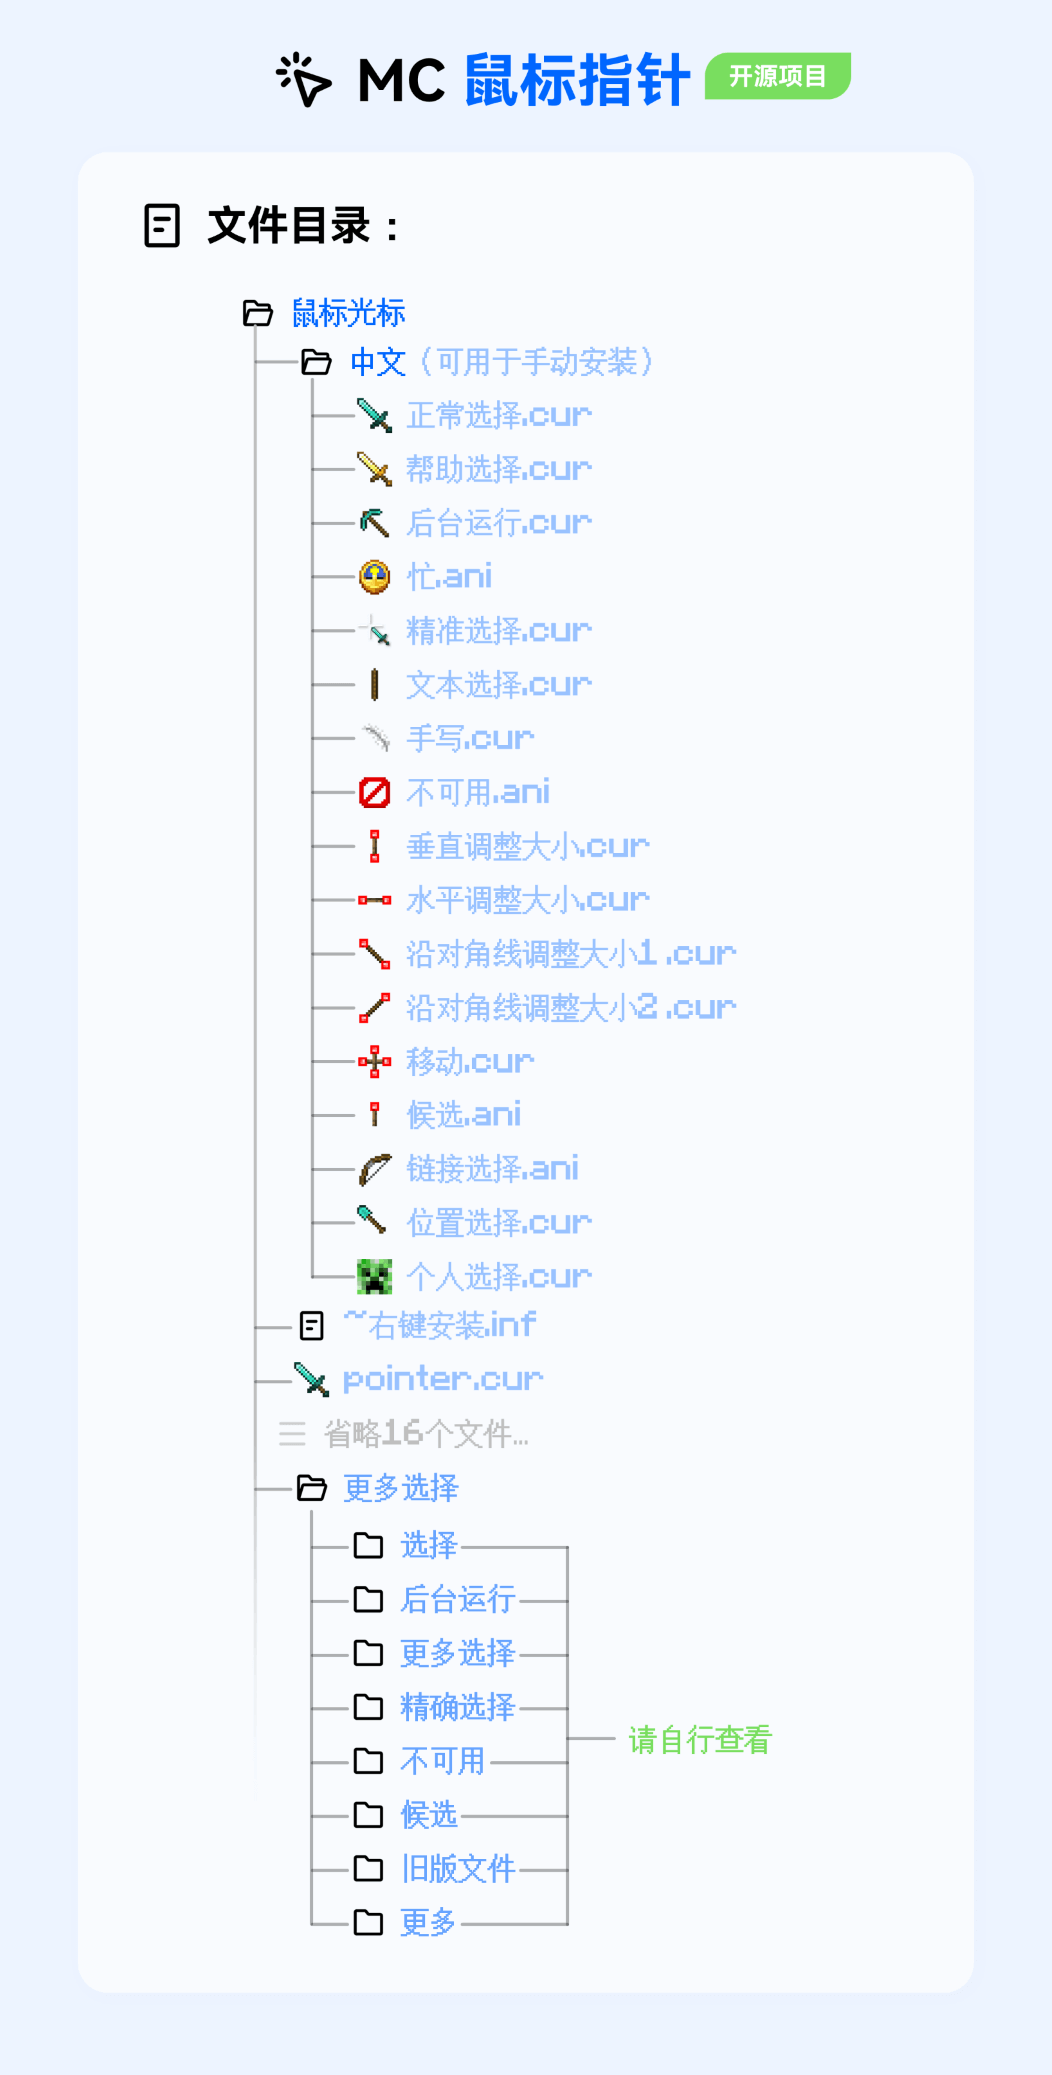 MC 鼠标指针 开源项目
文件目录：
鼠标光标
中文（可用于手动安装）
正常选择.cur
帮助选择.cur
后台运行.cur
忙.ani
精准选择.cur
文本选择.cur
手写.cur
不可用.ani
垂直调整大小.cur
水平调整大小.cur
沿对角线调整大小1.cur
沿对角线调整大小2.cur
移动.cur
候选.ani
链接选择.ani
位置选择.cur
个人选择.cur
~右键安装.inf
pointer.cur
省略16个文件...
更多选择
选择
后台运行
更多选择
精确选择
请自行查看
不可用
候选
旧版文件
更多